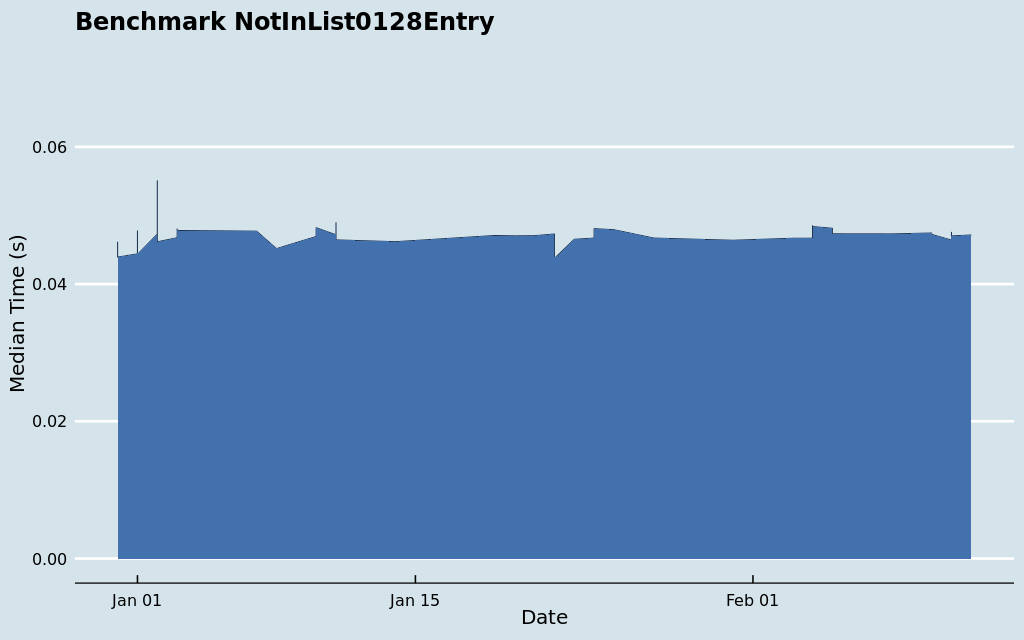 Benchmark NotInList0128Entry
0.06
0.04
0.02
0.00
Median Time (s)
Jan 01
Jan 15
Feb 01
Date